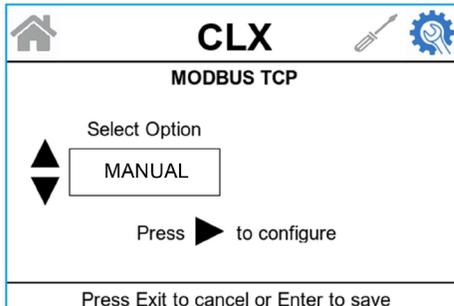 CLX
MODBUS TCP
Select Option
MANUAL
Press to configure
Press Exit to cancel or Enter to save